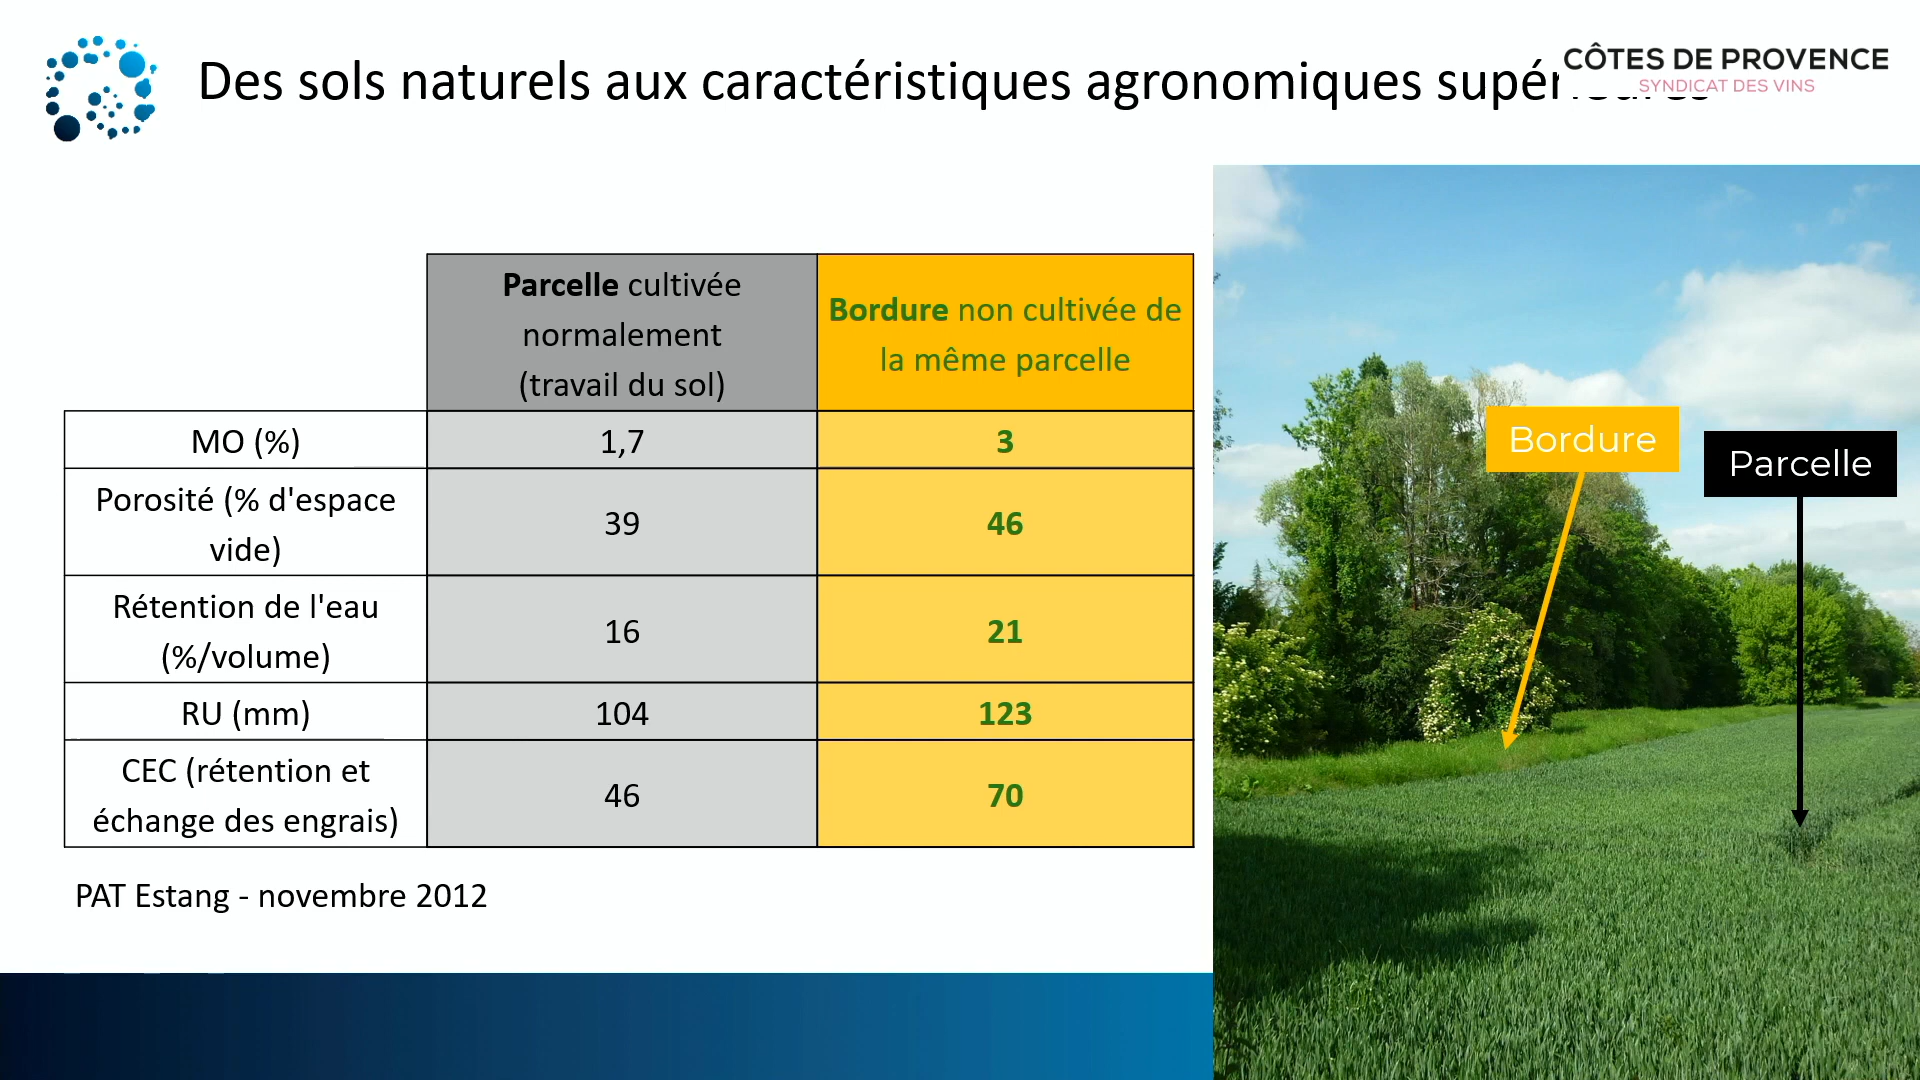 Des sols naturels aux caractéristiques agronomiques
CÔTES DE PROVENCE
SYNDICAT DES VINS
Parcelle cultivée
normalement
(travail du sol)
Bordure non cultivée de
la même parcelle
MO (%)
1,7
3
Porosité (% d'espace
vide)
39
46
Rétention de l'eau
(%/volume)
16
21
RU (mm)
104
123
CEC (rétention et
échange des engrais)
46
70
PAT Estang - novembre 2012
Bordure
Parcelle